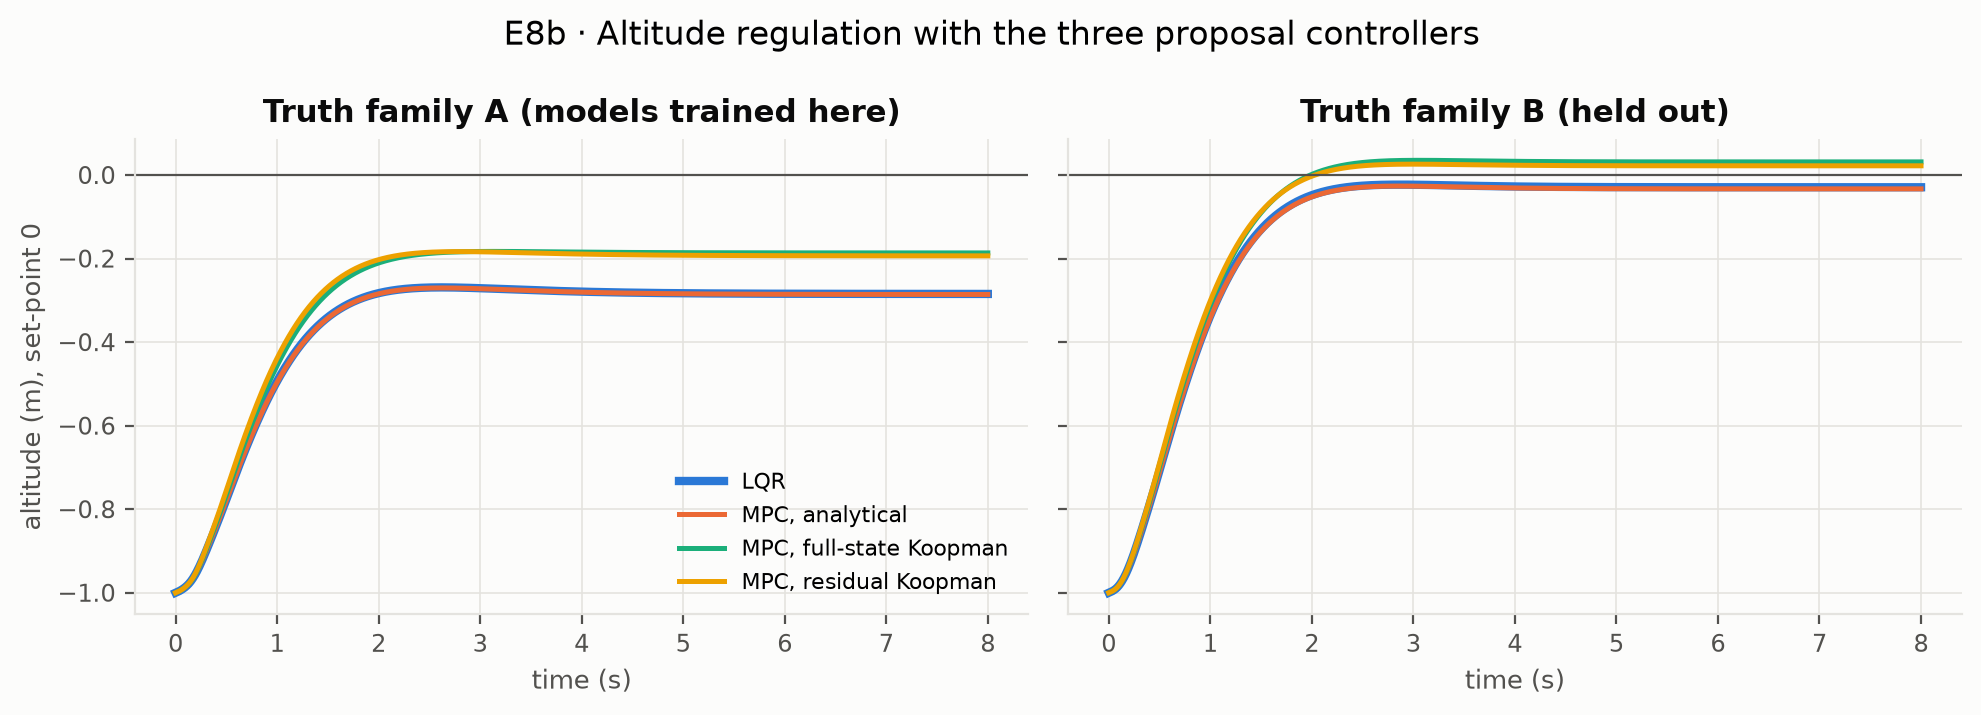 E8b · Altitude regulation with the three proposal controllers
Truth family A (models trained here)
altitude (m), set-point 0
0.0
−0.2
−0.4
−0.6
−0.8
−1.0
LQR
MPC, analytical
MPC, full-state Koopman
MPC, residual Koopman
0 1 2 3 4 5 6 7 8
time (s)
Truth family B (held out)
0 1 2 3 4 5 6 7 8
time (s)